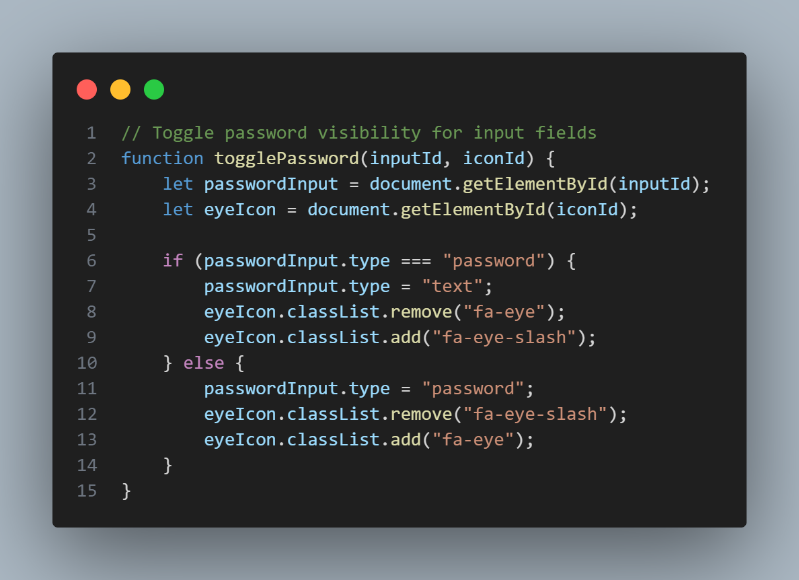 1 // Toggle password visibility for input fields
2 function togglePassword(inputId, iconId) {
3     let passwordInput = document.getElementById(inputId);
4     let eyeIcon = document.getElementById(iconId);
5
6     if (passwordInput.type === "password") {
7         passwordInput.type = "text";
8         eyeIcon.classList.remove("fa-eye");
9         eyeIcon.classList.add("fa-eye-slash");
10     } else {
11         passwordInput.type = "password";
12         eyeIcon.classList.remove("fa-eye-slash");
13         eyeIcon.classList.add("fa-eye");
14     }
15 }